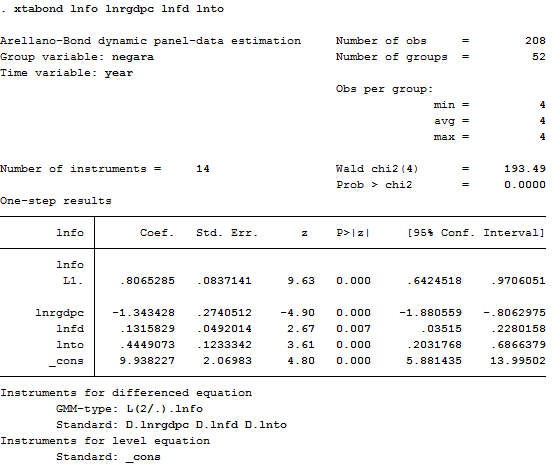 . xtabond lnfo lnrgdpc lnfd lnto
Arellano-Bond dynamic panel-data estimation Number of obs = 208
Group variable: negara Number of groups = 52
Time variable: year
Obs per group:
min = 4
avg = 4
max = 4
Number of instruments = 14 Wald chi2(4) = 193.49
Prob > chi2 = 0.0000
One-step results
lnfo Coef. Std. Err. z P>|z| [95% Conf. Interval]
lnfo
L1. .8065285 .0837141 9.63 0.000 .6424518 .9706051
lnrgdpc -1.343428 .2740512 -4.90 0.000 -1.880559 -.8062975
lnfd .1315829 .0492014 2.67 0.007 .03515 .2280158
lnto .4449073 .1233342 3.61 0.000 .2031768 .6866379
_cons 9.938227 2.06983 4.80 0.000 5.881435 13.99502
Instruments for differenced equation
GMM-type: L(2/.).lnfo
Standard: D.lnrgdpc D.lnfd D.lnto
Instruments for level equation
Standard: _cons